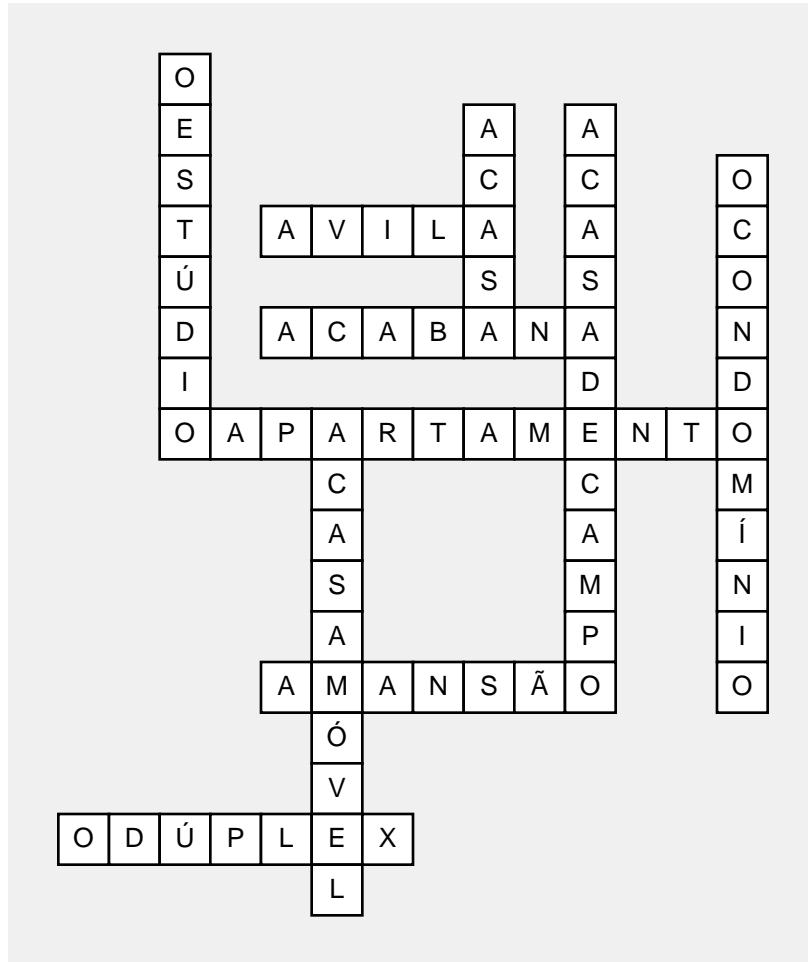 OESTÚDIO
ACASA
ACASADECAMPO
OCONDOMÍNIO
AVILA
ACABANA
OAPARTAMENTO
ACASAMÓVEL
AMANSÃO
ODÚPLEX